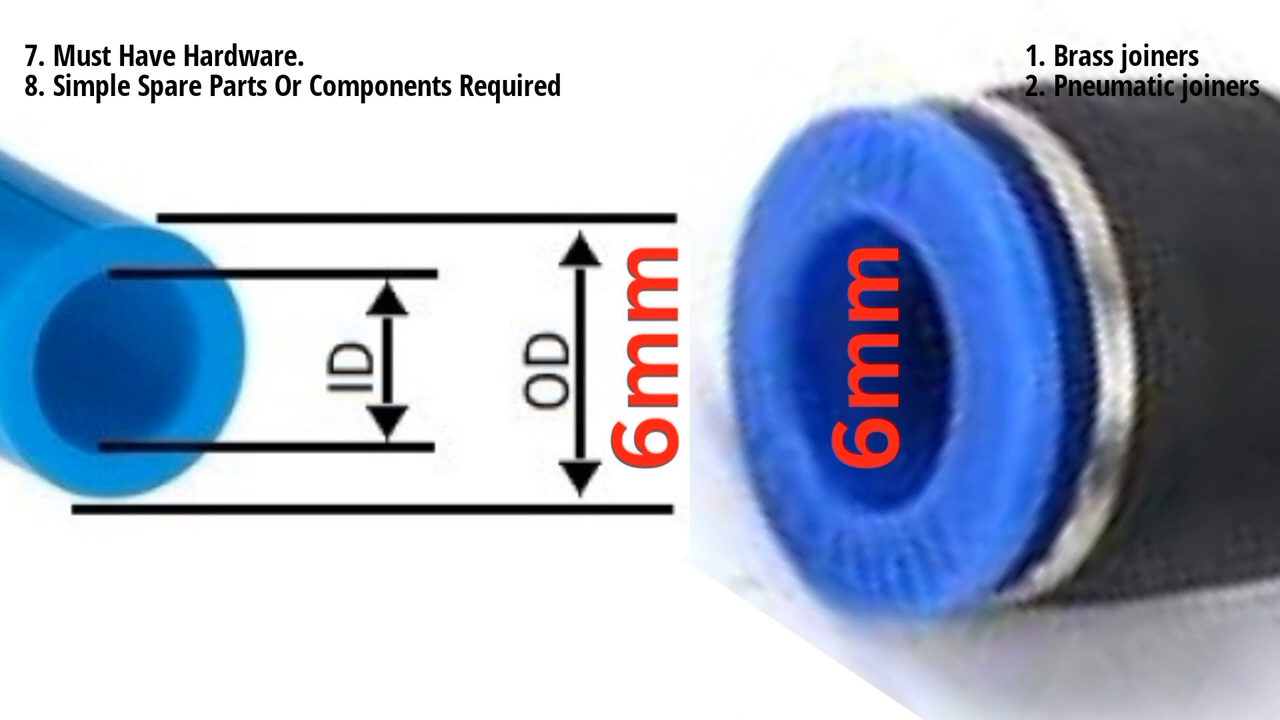 7. Must Have Hardware.
8. Simple Spare Parts Or Components Required
1. Brass joiners
2. Pneumatic joiners
ID
OD
6mm
6mm